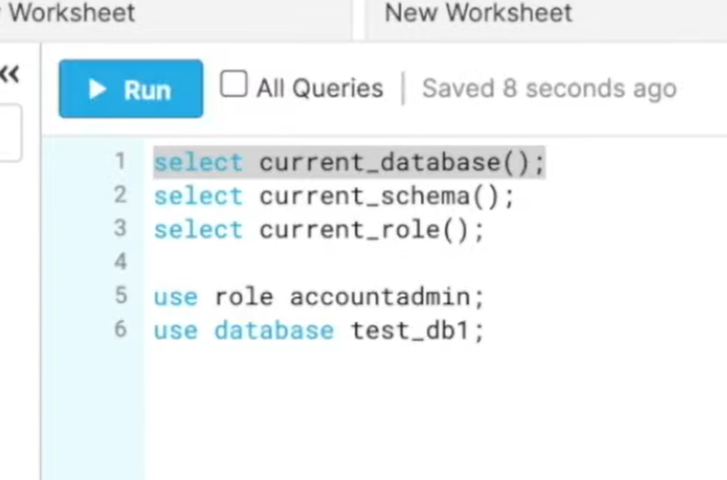 Worksheet
New Worksheet
Run
All Queries
Saved 8 seconds ago
1 select current_database();
2 select current_schema();
3 select current_role();
4
5 use role accountadmin;
6 use database test_db1;